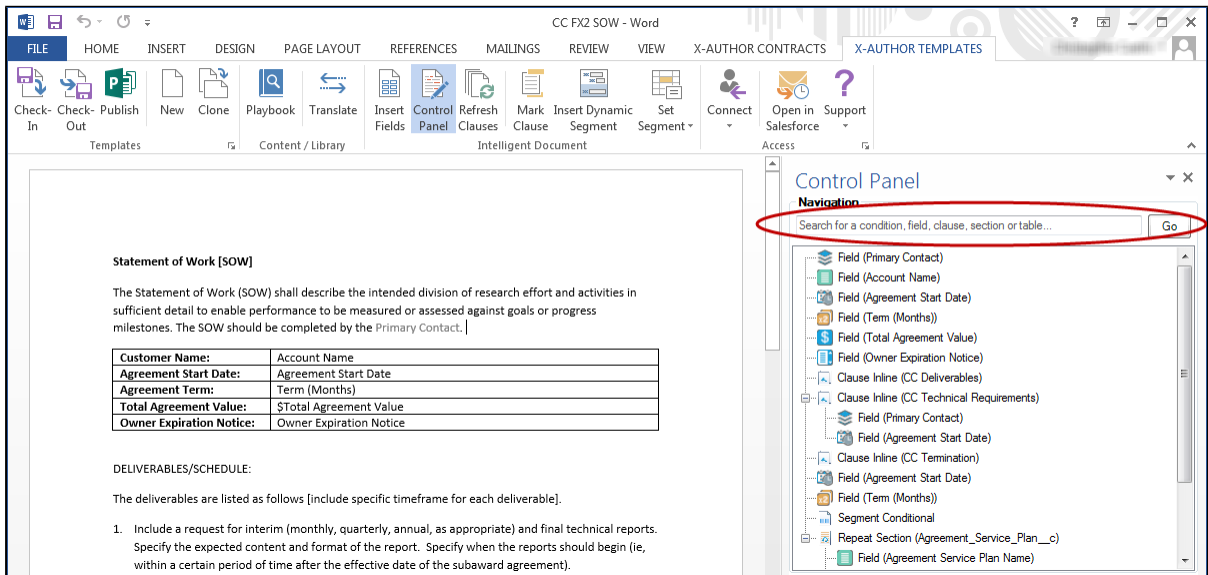 CC FX2 SOW - Word
FILE HOME INSERT DESIGN PAGE LAYOUT REFERENCES MAILINGS REVIEW VIEW X-AUTHOR CONTRACTS X-AUTHOR TEMPLATES
Check-In Check-Out Publish New Clone Playbook Translate Insert Fields Control Panel Refresh Clauses Mark Clause Insert Dynamic Segment Set Segment Connect Open in Salesforce Support
Templates Content / Library Intelligent Document Access
Control Panel
Navigation
Search for a condition, field, clause, section or table... Go
Field (Primary Contact)
Field (Account Name)
Field (Agreement Start Date)
Field (Term (Months))
Field (Total Agreement Value)
Field (Owner Expiration Notice)
Clause Inline (CC Deliverables)
Clause Inline (CC Technical Requirements)
Field (Primary Contact)
Field (Agreement Start Date)
Clause Inline (CC Termination)
Field (Agreement Start Date)
Field (Term (Months))
Segment Conditional
Repeat Section (Agreement_Service_Plan__c)
Field (Agreement Service Plan Name)
Statement of Work [SOW]
The Statement of Work (SOW) shall describe the intended division of research effort and activities in
sufficient detail to enable performance to be measured or assessed against goals or progress
milestones. The SOW should be completed by the Primary Contact.
Customer Name: Account Name
Agreement Start Date: Agreement Start Date
Agreement Term: Term (Months)
Total Agreement Value: $Total Agreement Value
Owner Expiration Notice: Owner Expiration Notice
DELIVERABLES/SCHEDULE:
The deliverables are listed as follows [include specific timeframe for each deliverable].
1. Include a request for interim (monthly, quarterly, annual, as appropriate) and final technical reports.
Specify the expected content and format of the report. Specify when the reports should begin (ie,
within a certain period of time after the effective date of the subaward agreement).